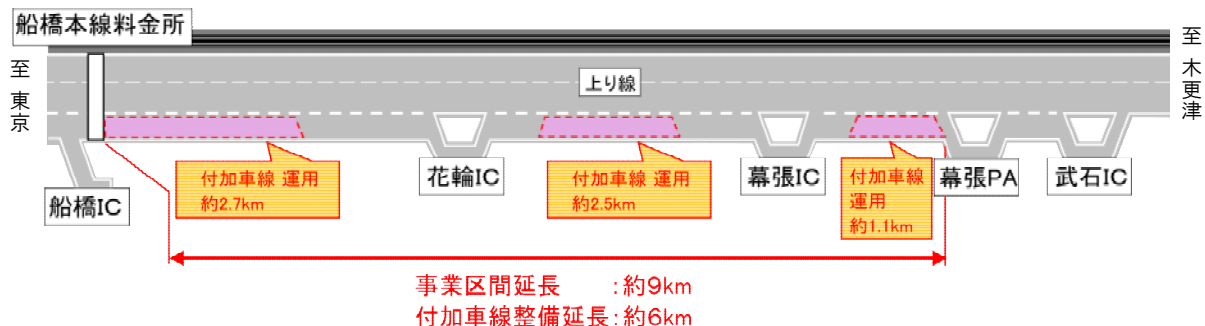 船橋本線料金所
至 東京
至 木更津
上り線
船橋IC
付加車線 運用
約2.7km
花輪IC
付加車線 運用
約2.5km
幕張IC
付加車線
運用
約1.1km
幕張PA
武石IC
事業区間延長 :約9km
付加車線整備延長:約6km